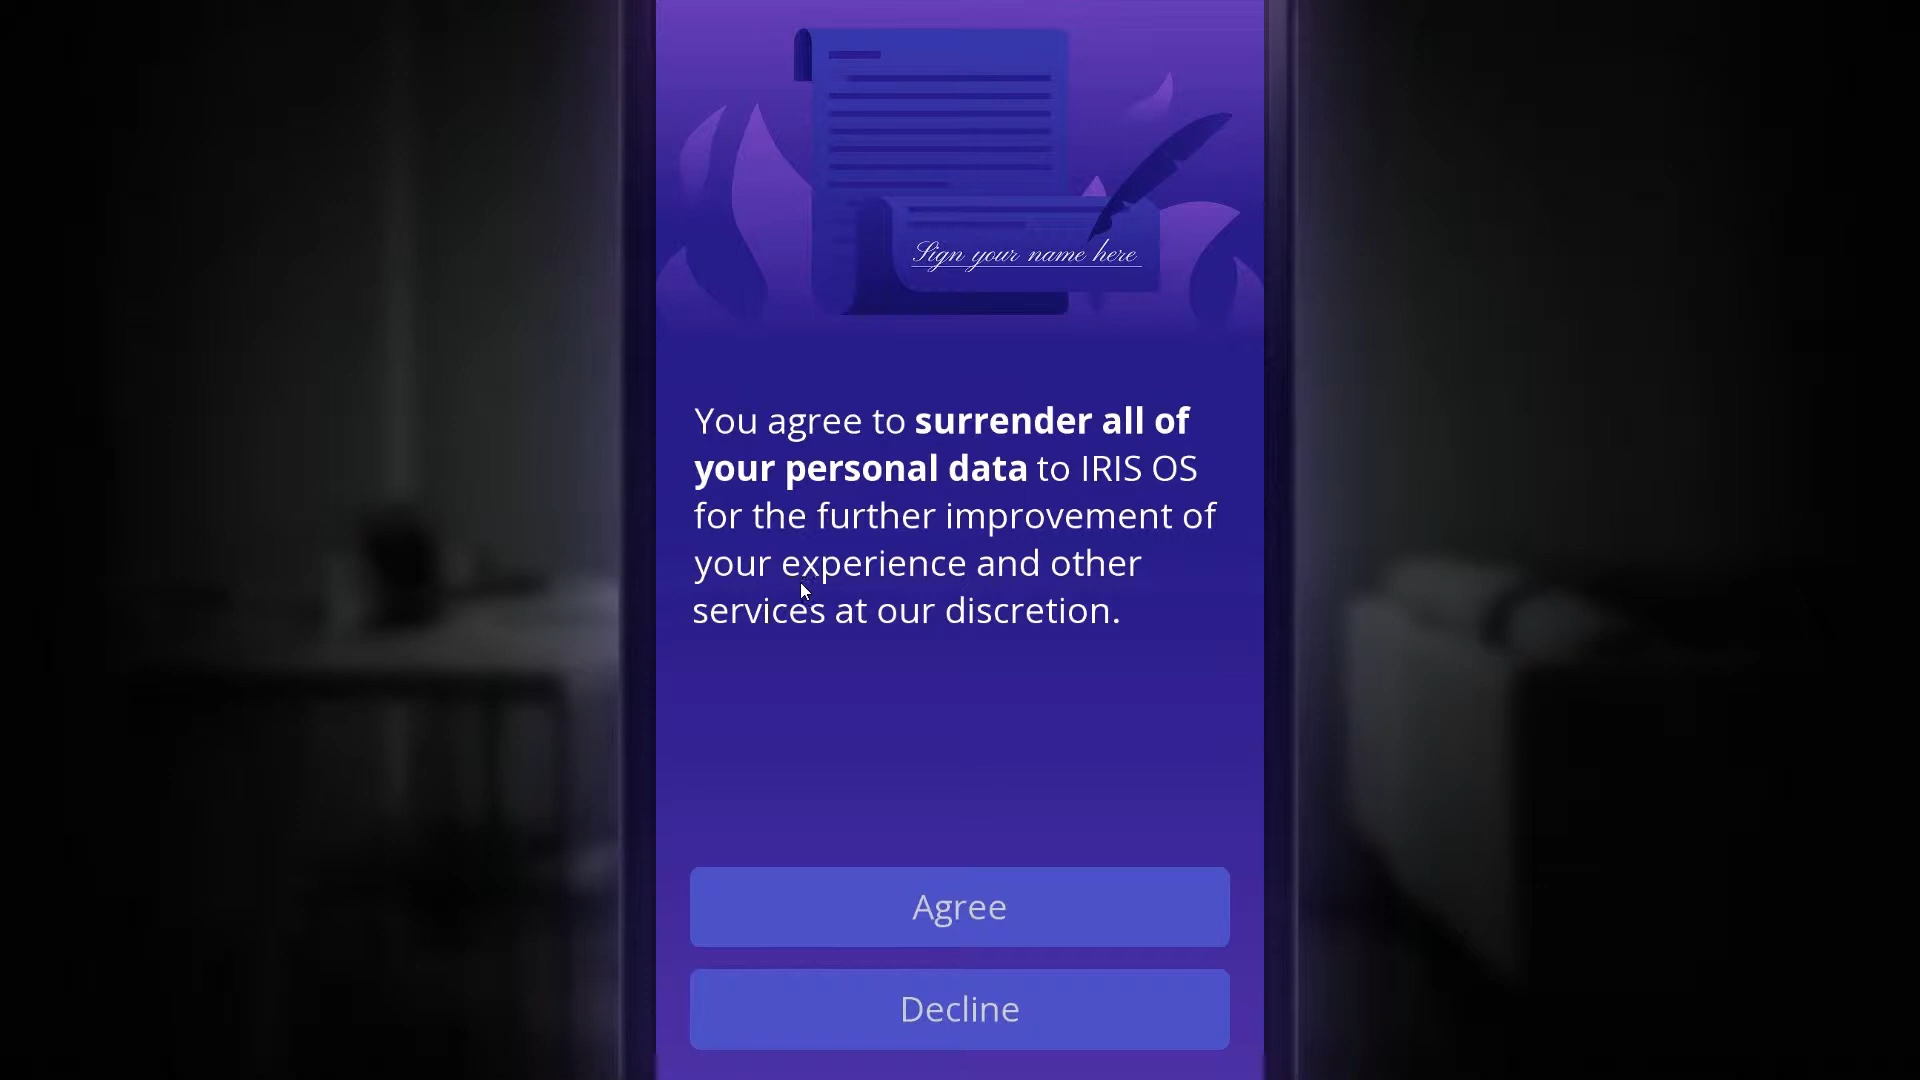 Sign your name here
You agree to surrender all of
your personal data to IRIS OS
for the further improvement of
your experience and other
services at our discretion.
Agree
Decline